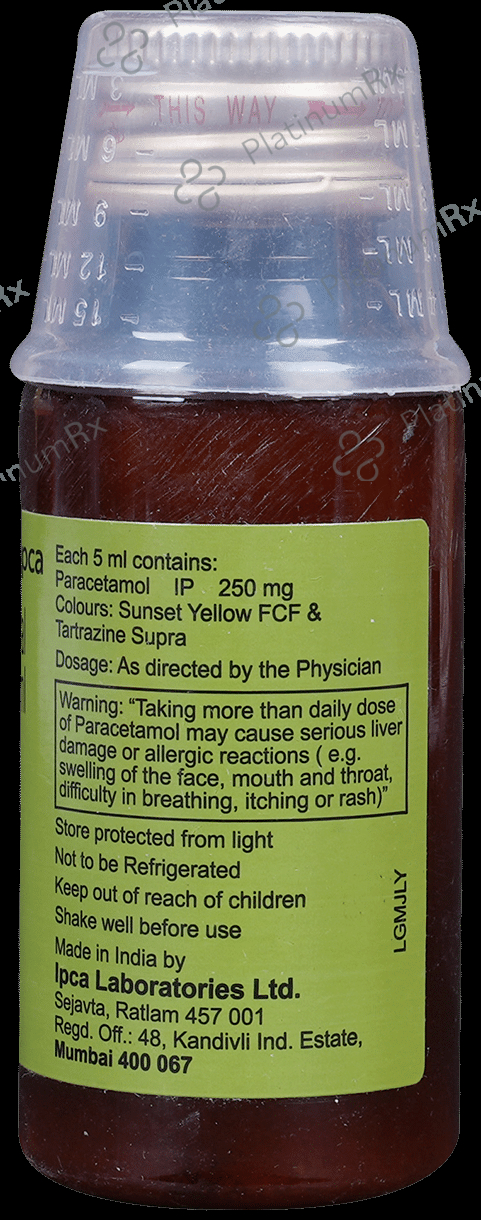 THIS WAY
PlatinumRx
3 ML
6 ML
9 ML
12 ML
15 ML
Each 5 ml contains:
Paracetamol IP 250 mg
Colours: Sunset Yellow FCF &
Tartrazine Supra
Dosage: As directed by the Physician
Warning: “Taking more than daily dose
of Paracetamol may cause serious liver
damage or allergic reactions ( e.g.
swelling of the face, mouth and throat,
difficulty in breathing, itching or rash)”
Store protected from light
Not to be Refrigerated
Keep out of reach of children
Shake well before use
Made in India by
Ipca Laboratories Ltd.
Sejavta, Ratlam 457 001
Regd. Off.: 48, Kandivli Ind. Estate,
Mumbai 400 067
LGMJLY